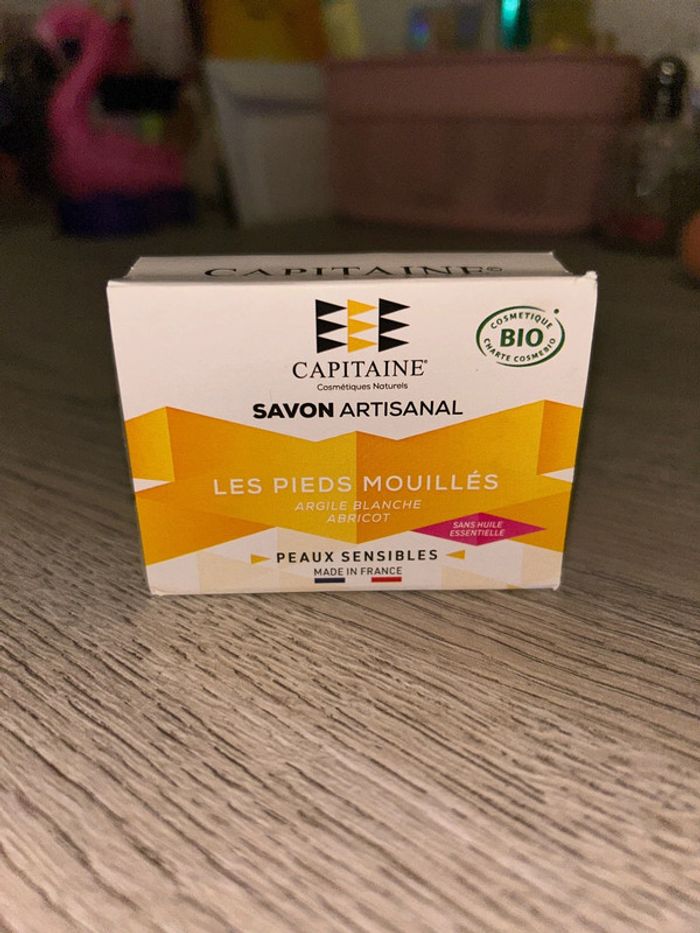 CAPITAINE®
CAPITAINE®
Cosmétiques Naturels
COSMETIQUE
BIO
CHARTE COSMEBIO
SAVON ARTISANAL
LES PIEDS MOUILLÉS
ARGILE BLANCHE
ABRICOT
SANS HUILE
ESSENTIELLE
PEAUX SENSIBLES
MADE IN FRANCE